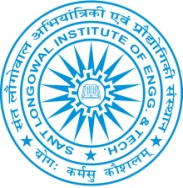 संत लौंगोवाल अभियांत्रिकी एवं प्रौद्योगिकी संस्थान
SANT LONGOWAL INSTITUTE OF ENGG. & TECH.
योगः कर्मसु कौशलम्